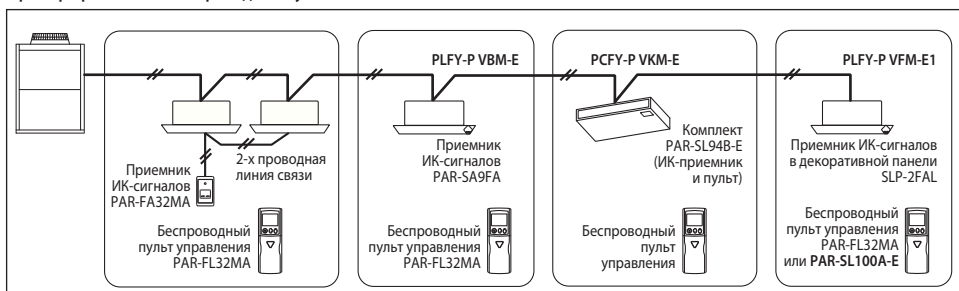 Приемник
ИК-сигналов
PAR-FA32MA
2-х проводная
линия связи
Беспроводный
пульт управления
PAR-FL32MA
PLFY-P VBM-E
Приемник
ИК-сигналов
PAR-SA9FA
Беспроводный
пульт управления
PAR-FL32MA
PCFY-P VKM-E
Комплект
PAR-SL94B-E
(ИК-приемник
и пульт)
Беспроводный
пульт
управления
PLFY-P VFM-E1
Приемник ИК-сигналов
в декоративной панели
SLP-2FAL
Беспроводный
пульт управления
PAR-FL32MA
или PAR-SL100A-E